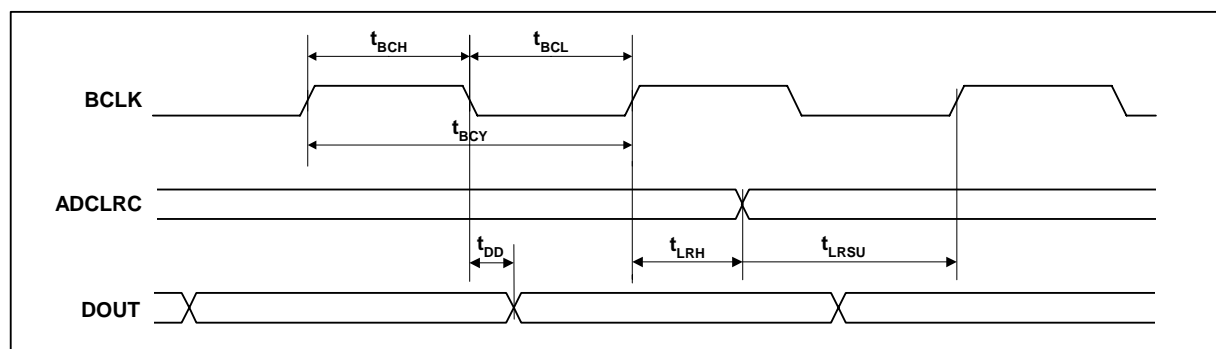 tBCH tBCL
BCLK
tBCY
ADCLRC
tDD tLRH tLRSU
DOUT